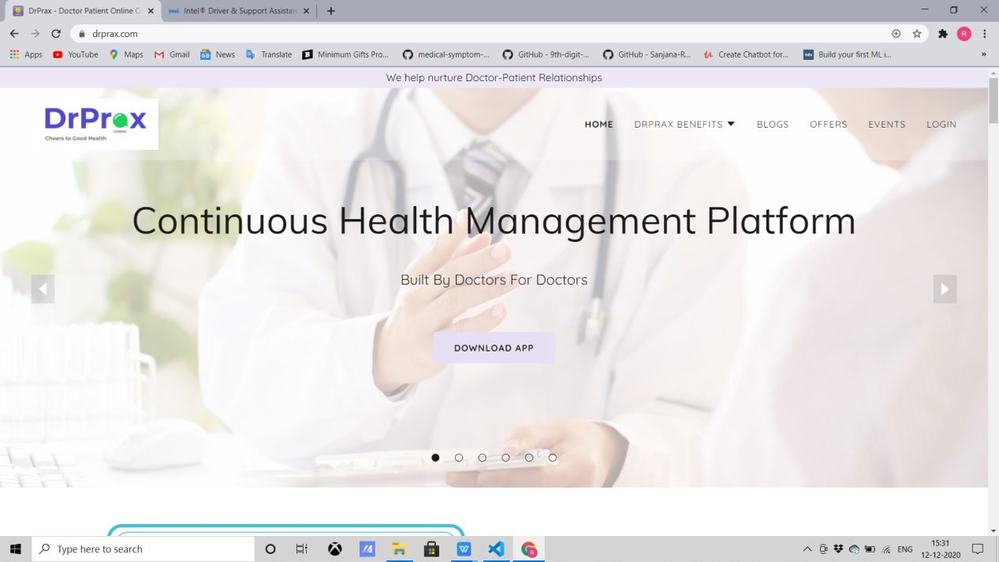 DrPrax - Doctor Patient Online Co
intel Intel® Driver & Support Assistan
drprax.com
R
Apps YouTube Maps Gmail News Translate Minimum Gifts Pro... medical-symptom-... GitHub - 9th-digit-... GitHub - Sanjana-R... Create Chatbot for... tds Build your first ML i... »
We help nurture Doctor-Patient Relationships
DrPrax
Cheers to Good Health
HOME DRPRAX BENEFITS BLOGS OFFERS EVENTS LOGIN
Continuous Health Management Platform
Built By Doctors For Doctors
DOWNLOAD APP
Type here to search
W
R
ENG
15:31
12-12-2020